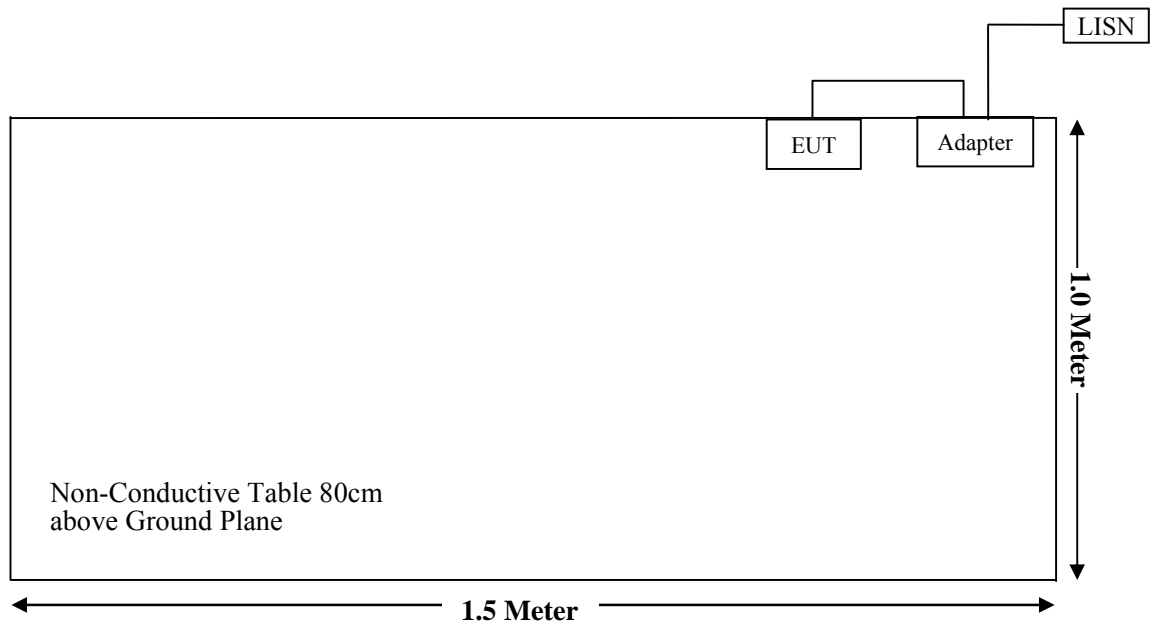 LISN
EUT
Adapter
1.0 Meter
Non-Conductive Table 80cm
above Ground Plane
1.5 Meter